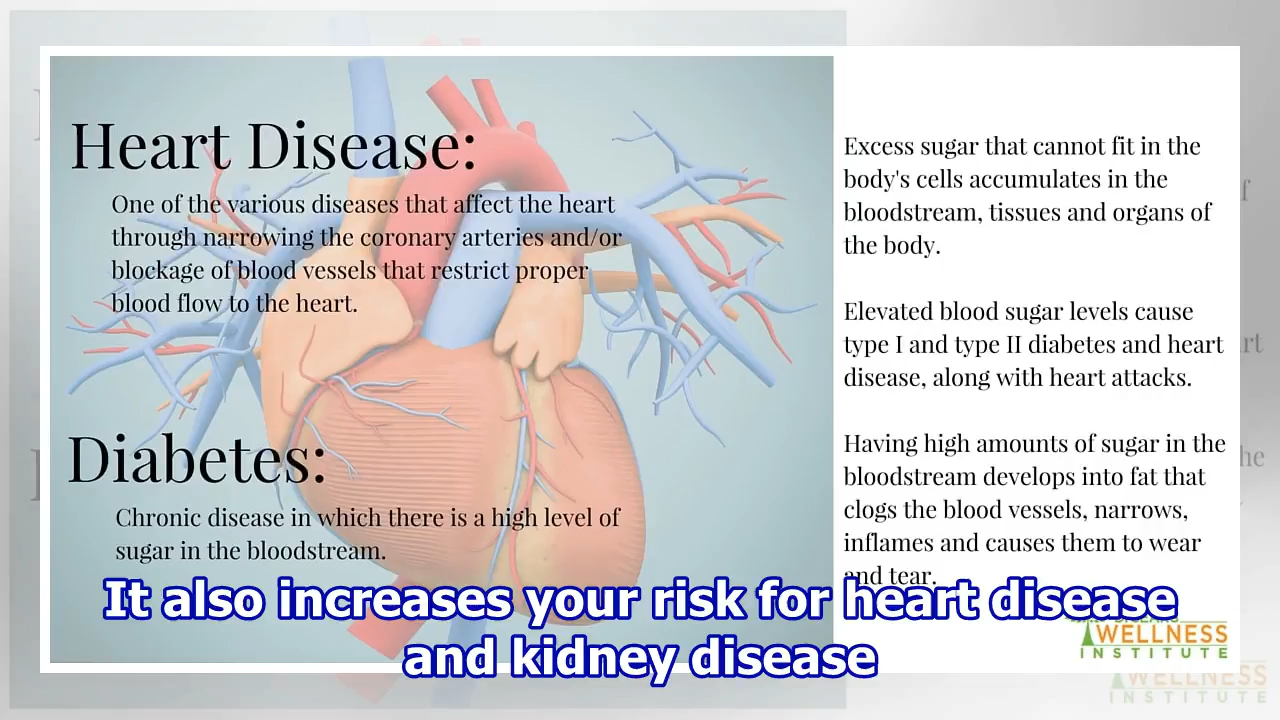 Heart Disease:
One of the various diseases that affect the heart
through narrowing the coronary arteries and/or
blockage of blood vessels that restrict proper
blood flow to the heart.
Diabetes:
Chronic disease in which there is a high level of
sugar in the bloodstream.
Excess sugar that cannot fit in the
body's cells accumulates in the
bloodstream, tissues and organs of
the body.
Elevated blood sugar levels cause
type I and type II diabetes and heart
disease, along with heart attacks.
Having high amounts of sugar in the
bloodstream develops into fat that
clogs the blood vessels, narrows,
inflames and causes them to wear
and tear.
It also increases your risk for heart disease
and kidney disease
WELLNESS
INSTITUTE
WELLNESS
INSTITUTE